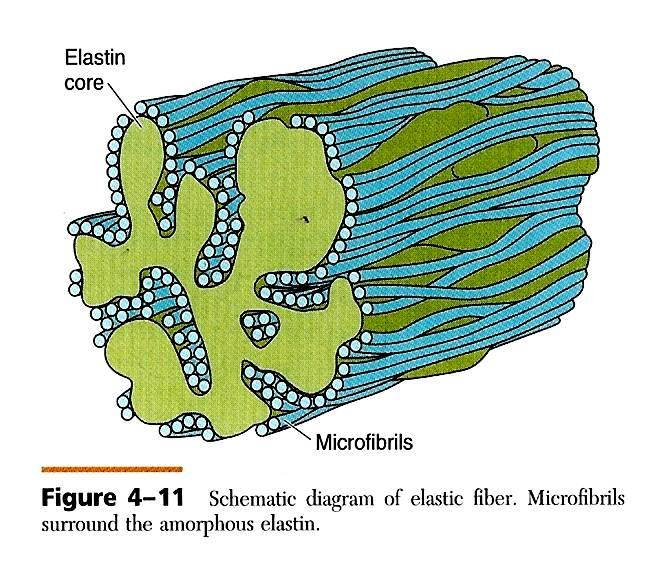 Elastin
core
Microfibrils
Figure 4–11 Schematic diagram of elastic fiber. Microfibrils
surround the amorphous elastin.